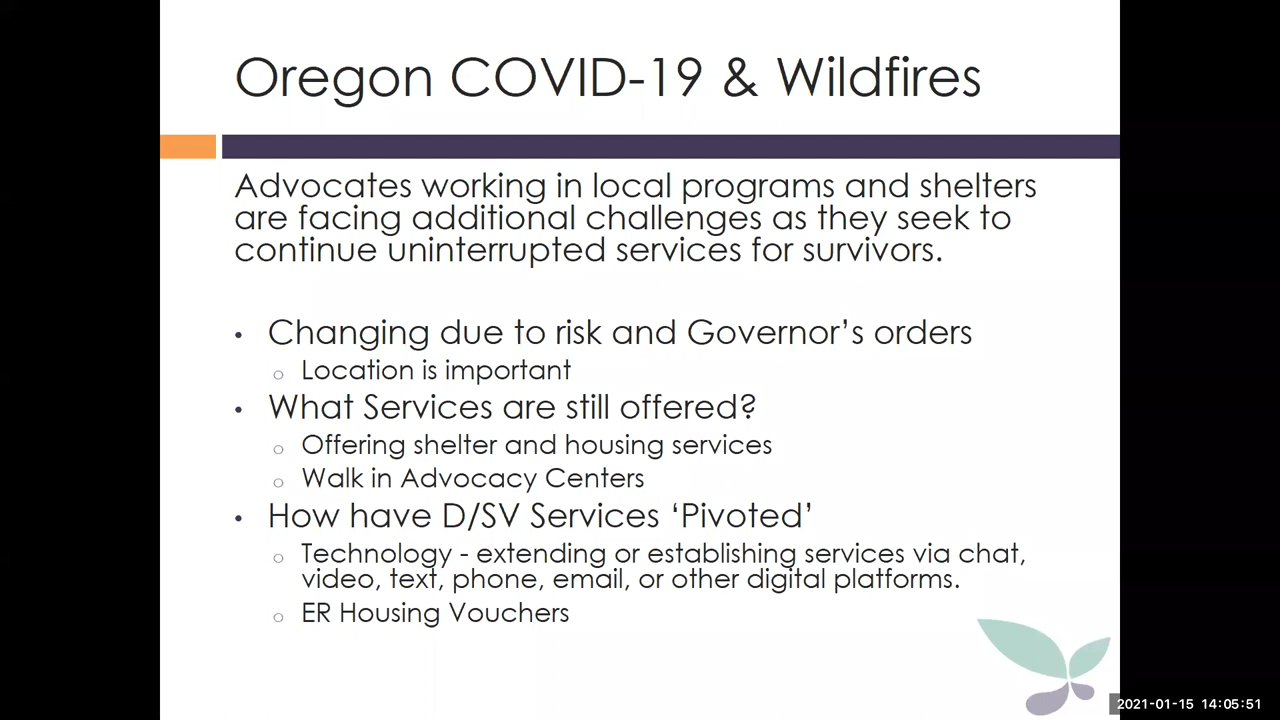 Oregon COVID-19 & Wildfires
Advocates working in local programs and shelters
are facing additional challenges as they seek to
continue uninterrupted services for survivors.
• Changing due to risk and Governor’s orders
○ Location is important
• What Services are still offered?
○ Offering shelter and housing services
○ Walk in Advocacy Centers
• How have D/SV Services ‘Pivoted’
○ Technology - extending or establishing services via chat,
video, text, phone, email, or other digital platforms.
○ ER Housing Vouchers
2021-01-15 14:05:51